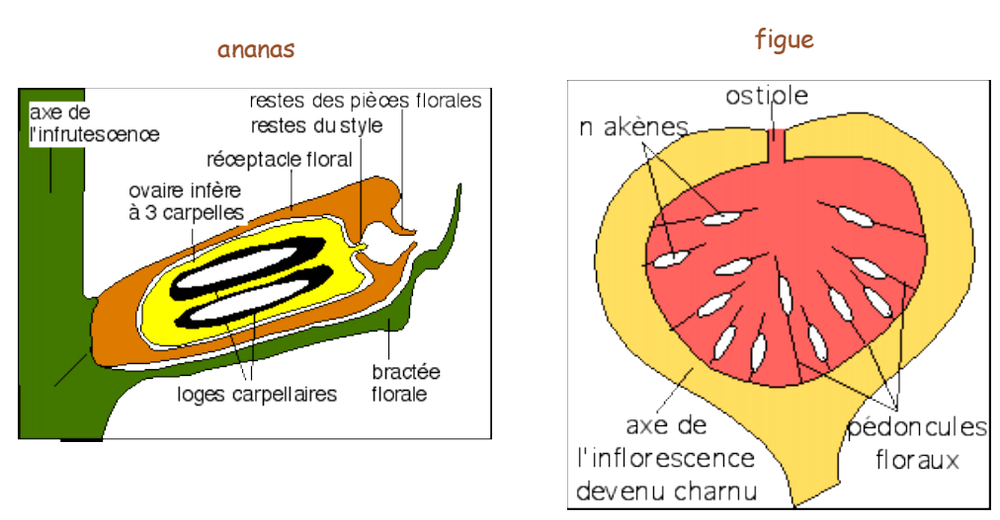 ananas
axe de
l'infrutescence
restes des pièces florales
restes du style
réceptacle floral
ovaire infère
à 3 carpelles
loges carpellaires
bractée
florale
figue
ostiole
n akènes
axe de
l'inflorescence
devenu charnu
pédoncules
floraux